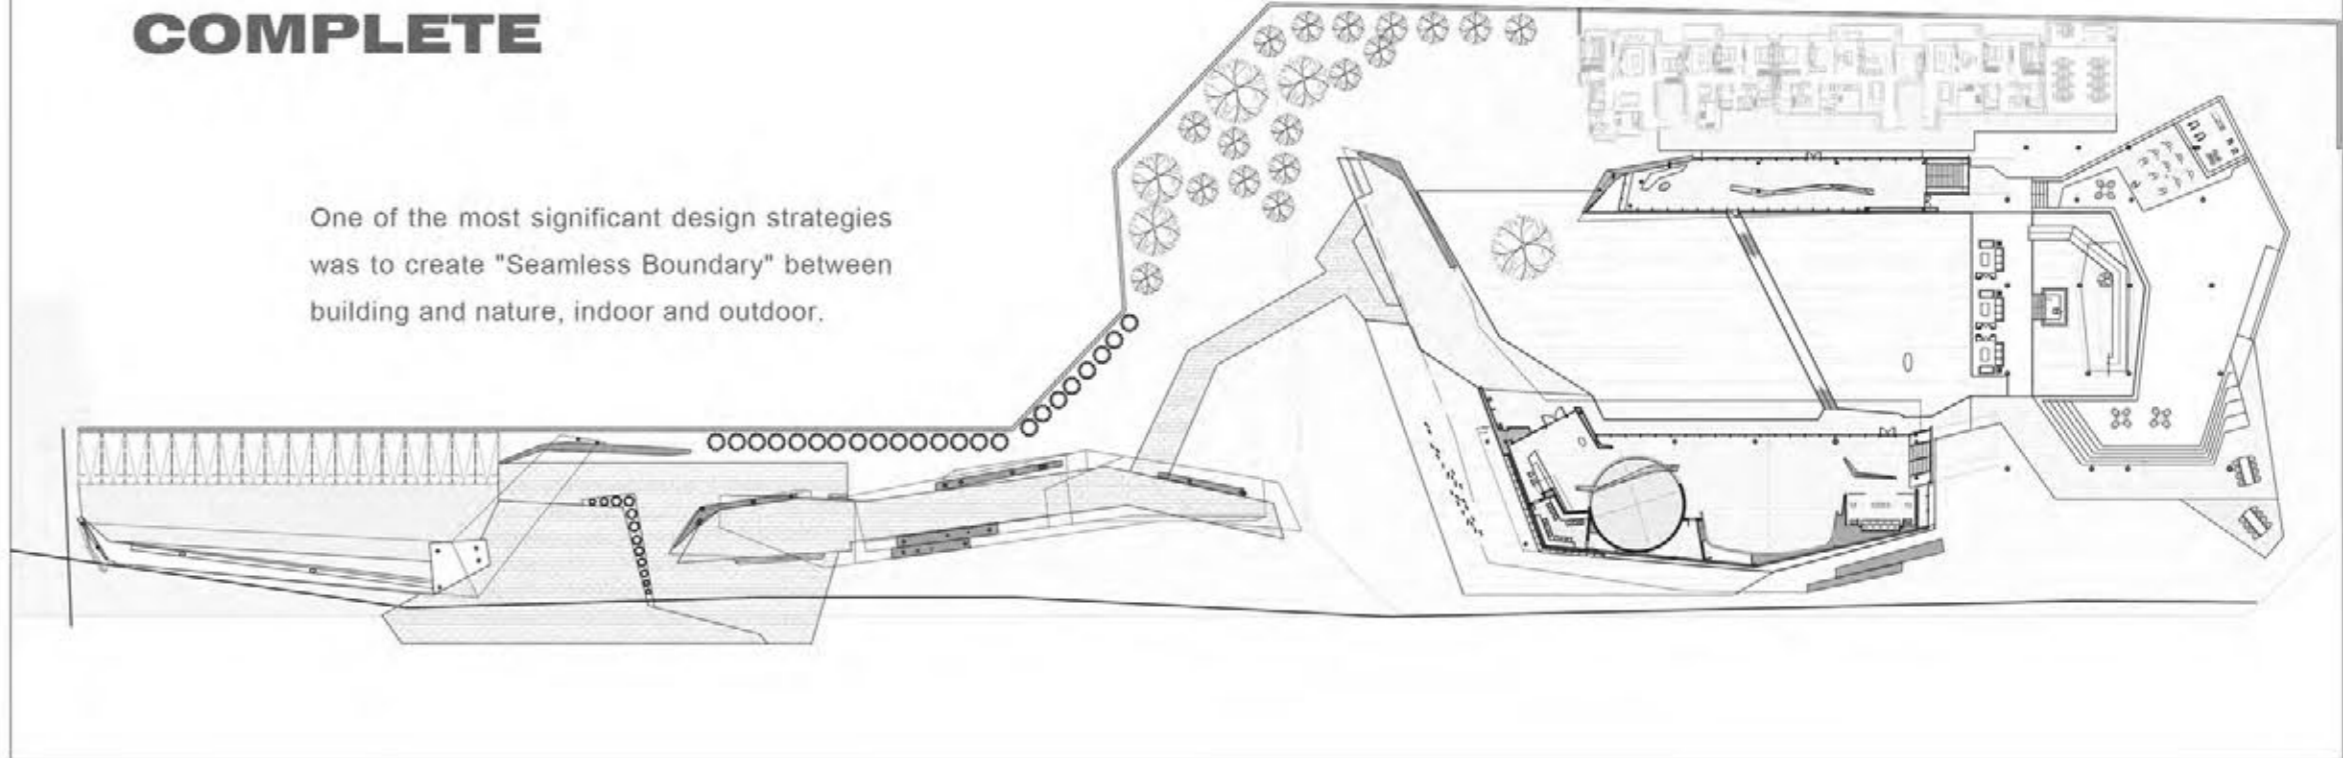 COMPLETE
One of the most significant design strategies
was to create "Seamless Boundary" between
building and nature, indoor and outdoor.